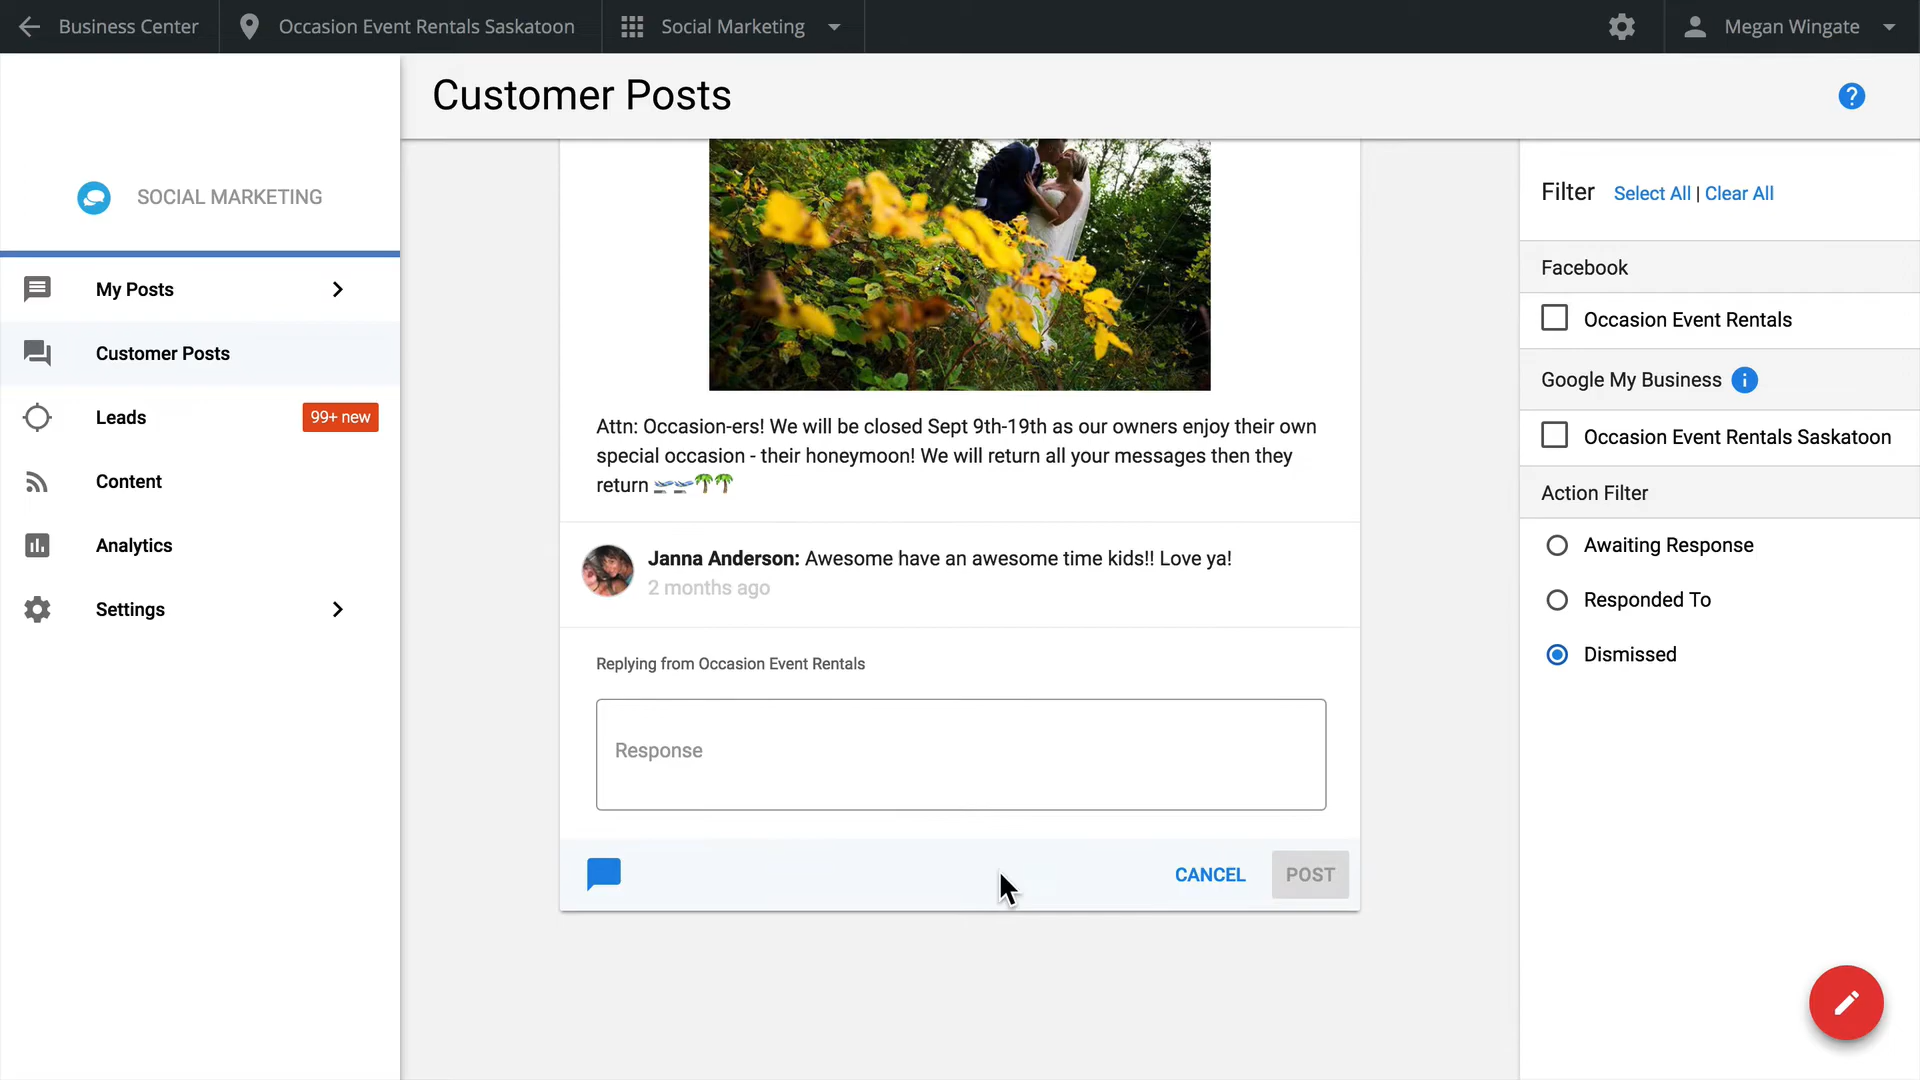 Business Center
Occasion Event Rentals Saskatoon
Social Marketing
Megan Wingate
Customer Posts
?
SOCIAL MARKETING
My Posts
Customer Posts
Leads
99+ new
Content
Analytics
Settings
Attn: Occasion-ers! We will be closed Sept 9th-19th as our owners enjoy their own
special occasion - their honeymoon! We will return all your messages then they
return 🛫🛫🌴🌴
Janna Anderson: Awesome have an awesome time kids!! Love ya!
2 months ago
Replying from Occasion Event Rentals
Response
CANCEL
POST
Filter
Select All | Clear All
Facebook
Occasion Event Rentals
Google My Business
i
Occasion Event Rentals Saskatoon
Action Filter
Awaiting Response
Responded To
Dismissed